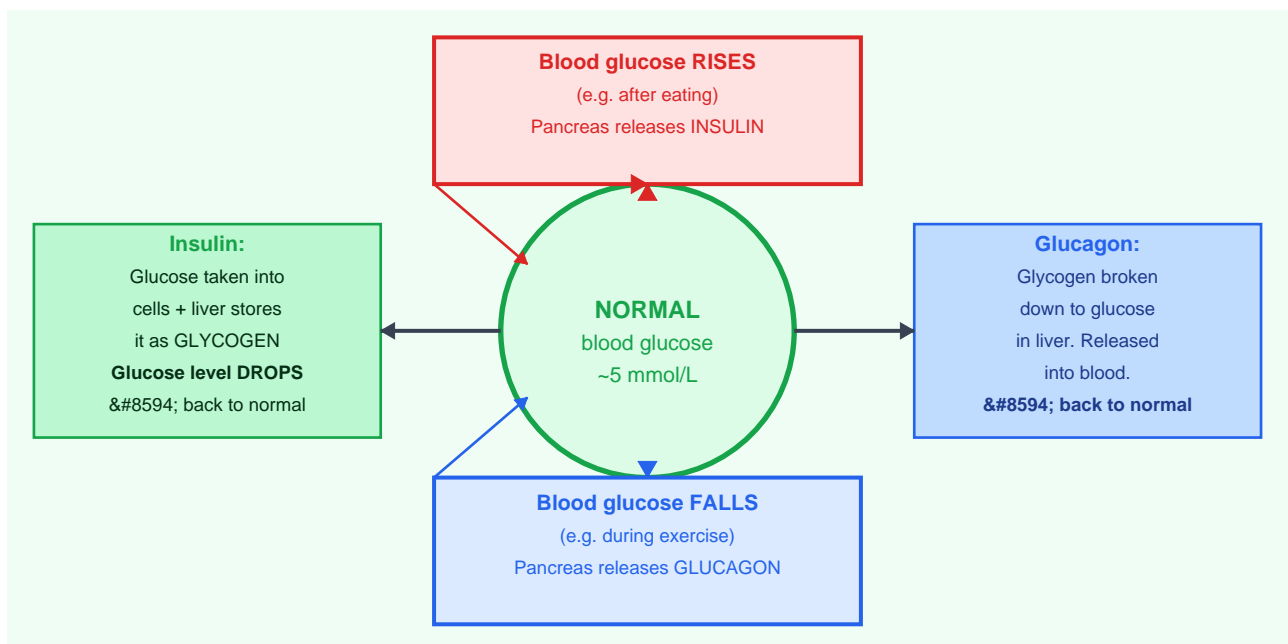 Blood glucose RISES
(e.g. after eating)
Pancreas releases INSULIN
Insulin:
Glucose taken into
cells + liver stores
it as GLYCOGEN
Glucose level DROPS
&#8594; back to normal
NORMAL
blood glucose
~5 mmol/L
Glucagon:
Glycogen broken
down to glucose
in liver. Released
into blood.
&#8594; back to normal
Blood glucose FALLS
(e.g. during exercise)
Pancreas releases GLUCAGON